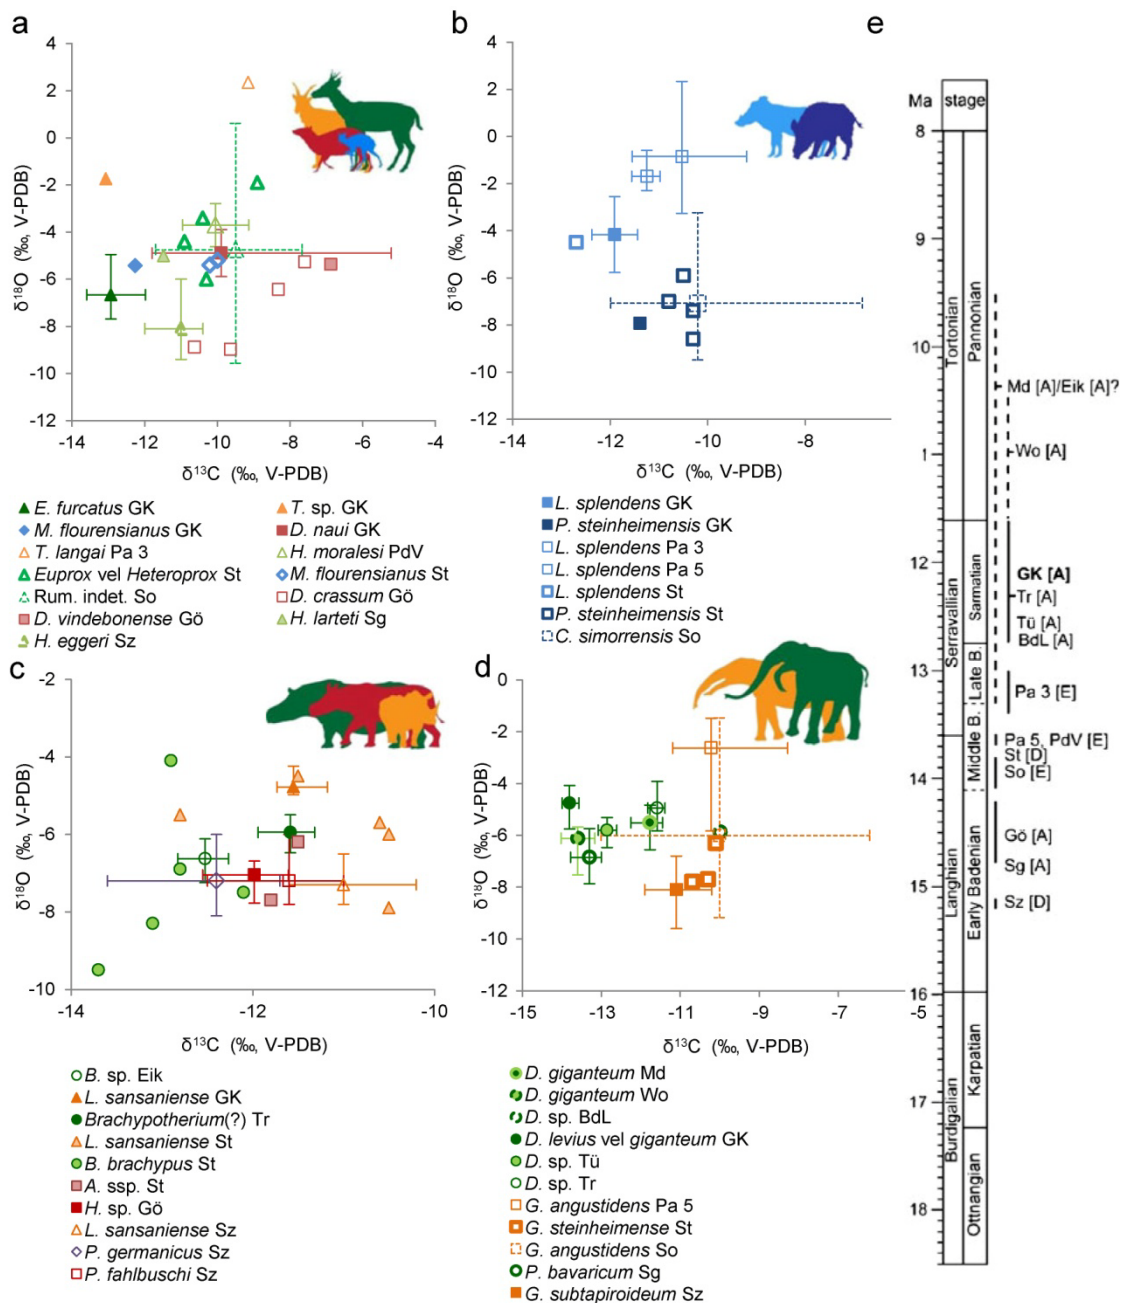 a
4
2
0
-2
-4
-6
-8
-10
-12
δ18O (‰, V-PDB)
-14
-12
-10
-8
-6
-4
δ13C (‰, V-PDB)
E. furcatus GK
M. flourensianus GK
T. langai Pa 3
Euprox vel Heteroprox St
Rum. indet. So
D. vindebonense Gö
H. eggeri Sz
T. sp. GK
D. naui GK
H. moralesi PdV
M. flourensianus St
D. crassum Gö
H. larteti Sg
b
4
2
0
-2
-4
-6
-8
-10
-12
δ18O (‰, V-PDB)
-14
-12
-10
-8
δ13C (‰, V-PDB)
L. splendens GK
P. steinheimensis GK
L. splendens Pa 3
L. splendens Pa 5
L. splendens St
P. steinheimensis St
C. simorrensis So
c
-2
-4
-6
-8
-10
δ18O (‰, V-PDB)
-14
-12
-10
δ13C (‰, V-PDB)
B. sp. Eik
L. sansaniense GK
Brachypotherium(?) Tr
L. sansaniense St
B. brachypus St
A. ssp. St
H. sp. Gö
L. sansaniense Sz
P. germanicus Sz
P. fahlbuschi Sz
d
0
-2
-4
-6
-8
-10
-12
δ18O (‰, V-PDB)
-15
-13
-11
-9
-7
-5
δ13C (‰, V-PDB)
D. giganteum Md
D. giganteum Wo
D. sp. BdL
D. levius vel giganteum GK
D. sp. Tü
D. sp. Tr
G. angustidens Pa 5
G. steinheimense St
G. angustidens So
P. bavaricum Sg
G. subtapiroideum Sz
e
Ma
stage
8
9
10
1
12
13
14
15
16
17
18
Tortonian
Serravallian
Langhian
Burdigalian
Pannonian
Sarmatian
Late B.
Middle B.
Early Badenian
Karpatian
Ottnangian
Md [A]/Eik [A]?
Wo [A]
GK [A]
Tr [A]
Tü [A]
BdL [A]
Pa 3 [E]
Pa 5, PdV [E]
St [D]
So [E]
Gö [A]
Sg [A]
Sz [D]